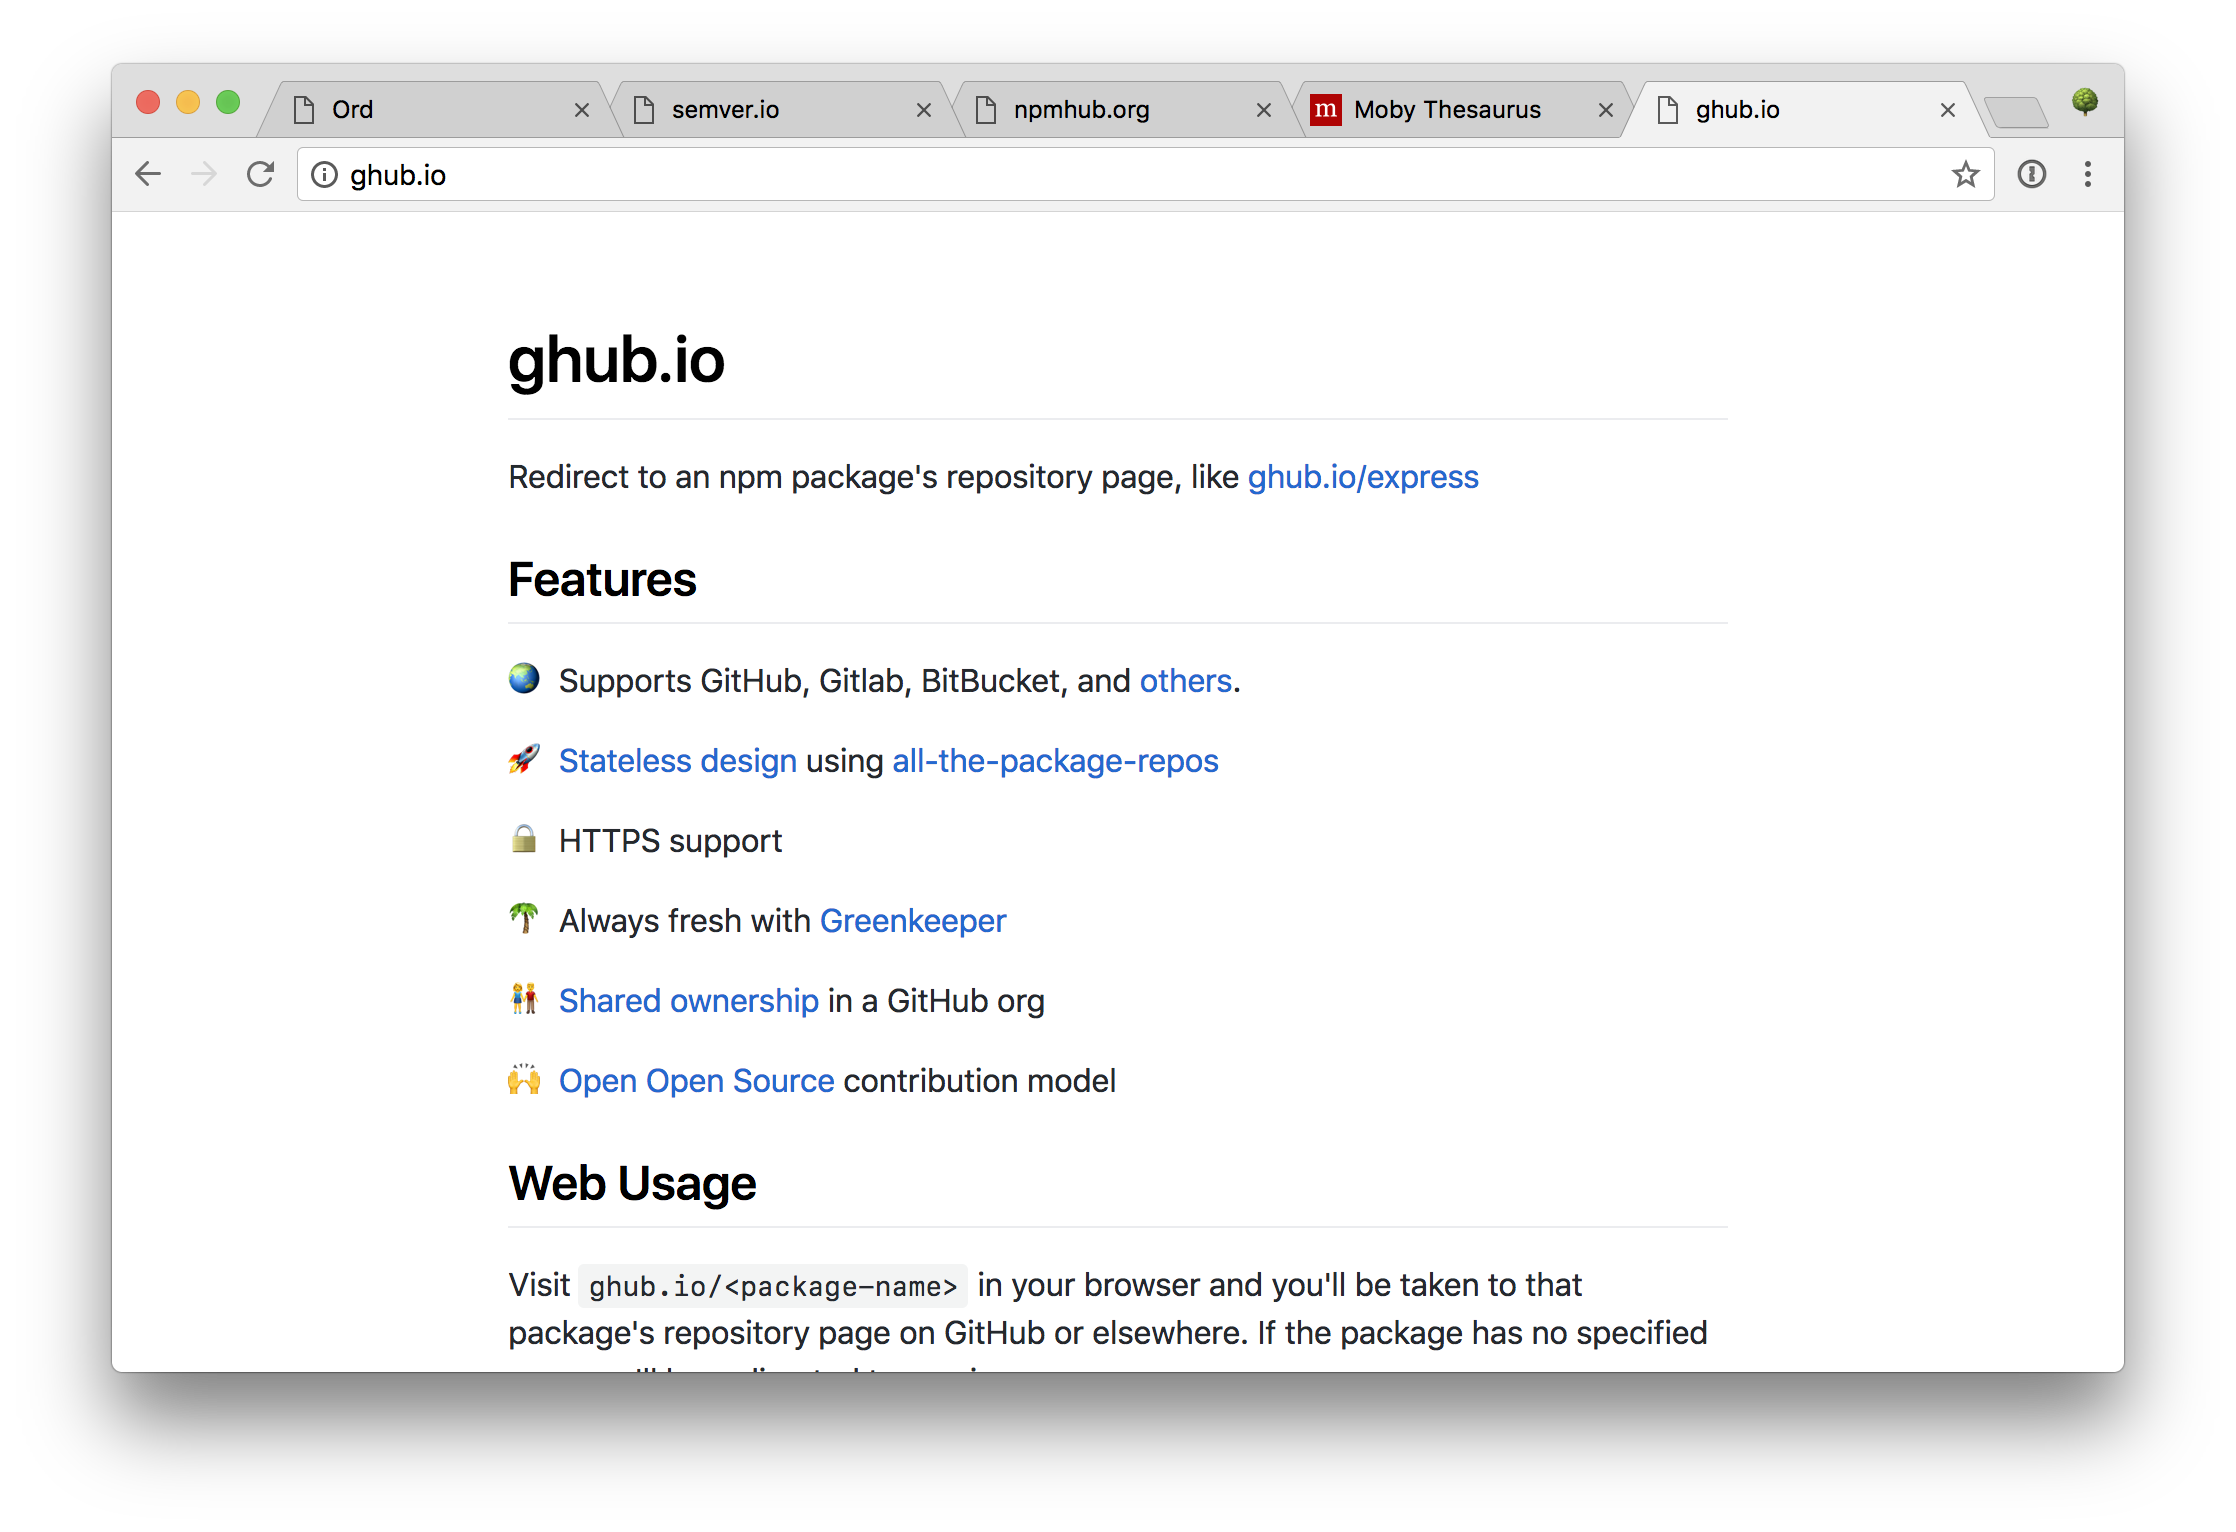 Ord
semver.io
npmhub.org
m Moby Thesaurus
ghub.io
ghub.io
ghub.io
Redirect to an npm package's repository page, like ghub.io/express
Features
Supports GitHub, Gitlab, BitBucket, and others.
Stateless design using all-the-package-repos
HTTPS support
Always fresh with Greenkeeper
Shared ownership in a GitHub org
Open Open Source contribution model
Web Usage
Visit ghub.io/<package-name> in your browser and you'll be taken to that
package's repository page on GitHub or elsewhere. If the package has no specified